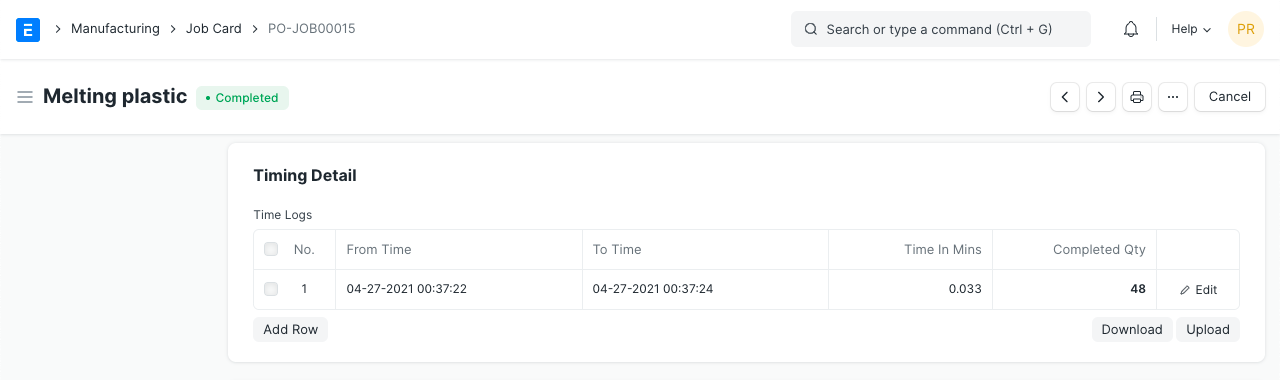 E Manufacturing Job Card PO-JOB00015 Search or type a command (Ctrl + G) Help PR
Melting plastic Completed ... Cancel
Timing Detail
Time Logs
No. From Time To Time Time In Mins Completed Qty
1 04-27-2021 00:37:22 04-27-2021 00:37:24 0.033 48 Edit
Add Row Download Upload